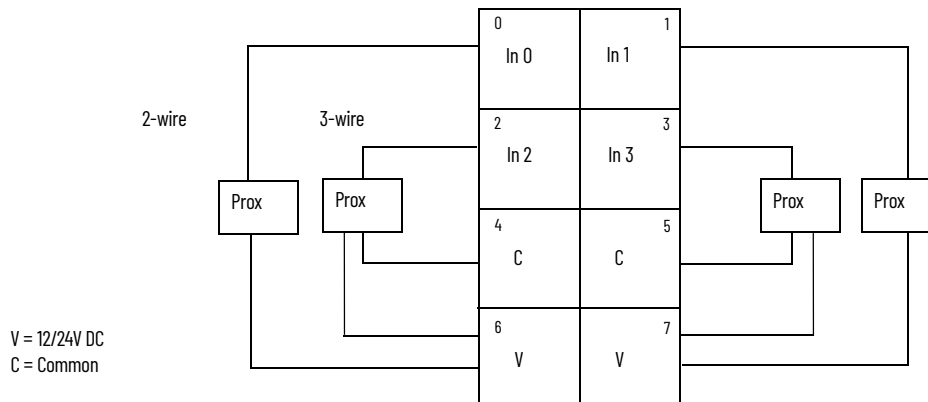 0
1
In 0
In 1
2-wire
3-wire
2
3
In 2
In 3
Prox
Prox
Prox
Prox
4
5
C
C
6
7
V = 12/24V DC
V
V
C = Common